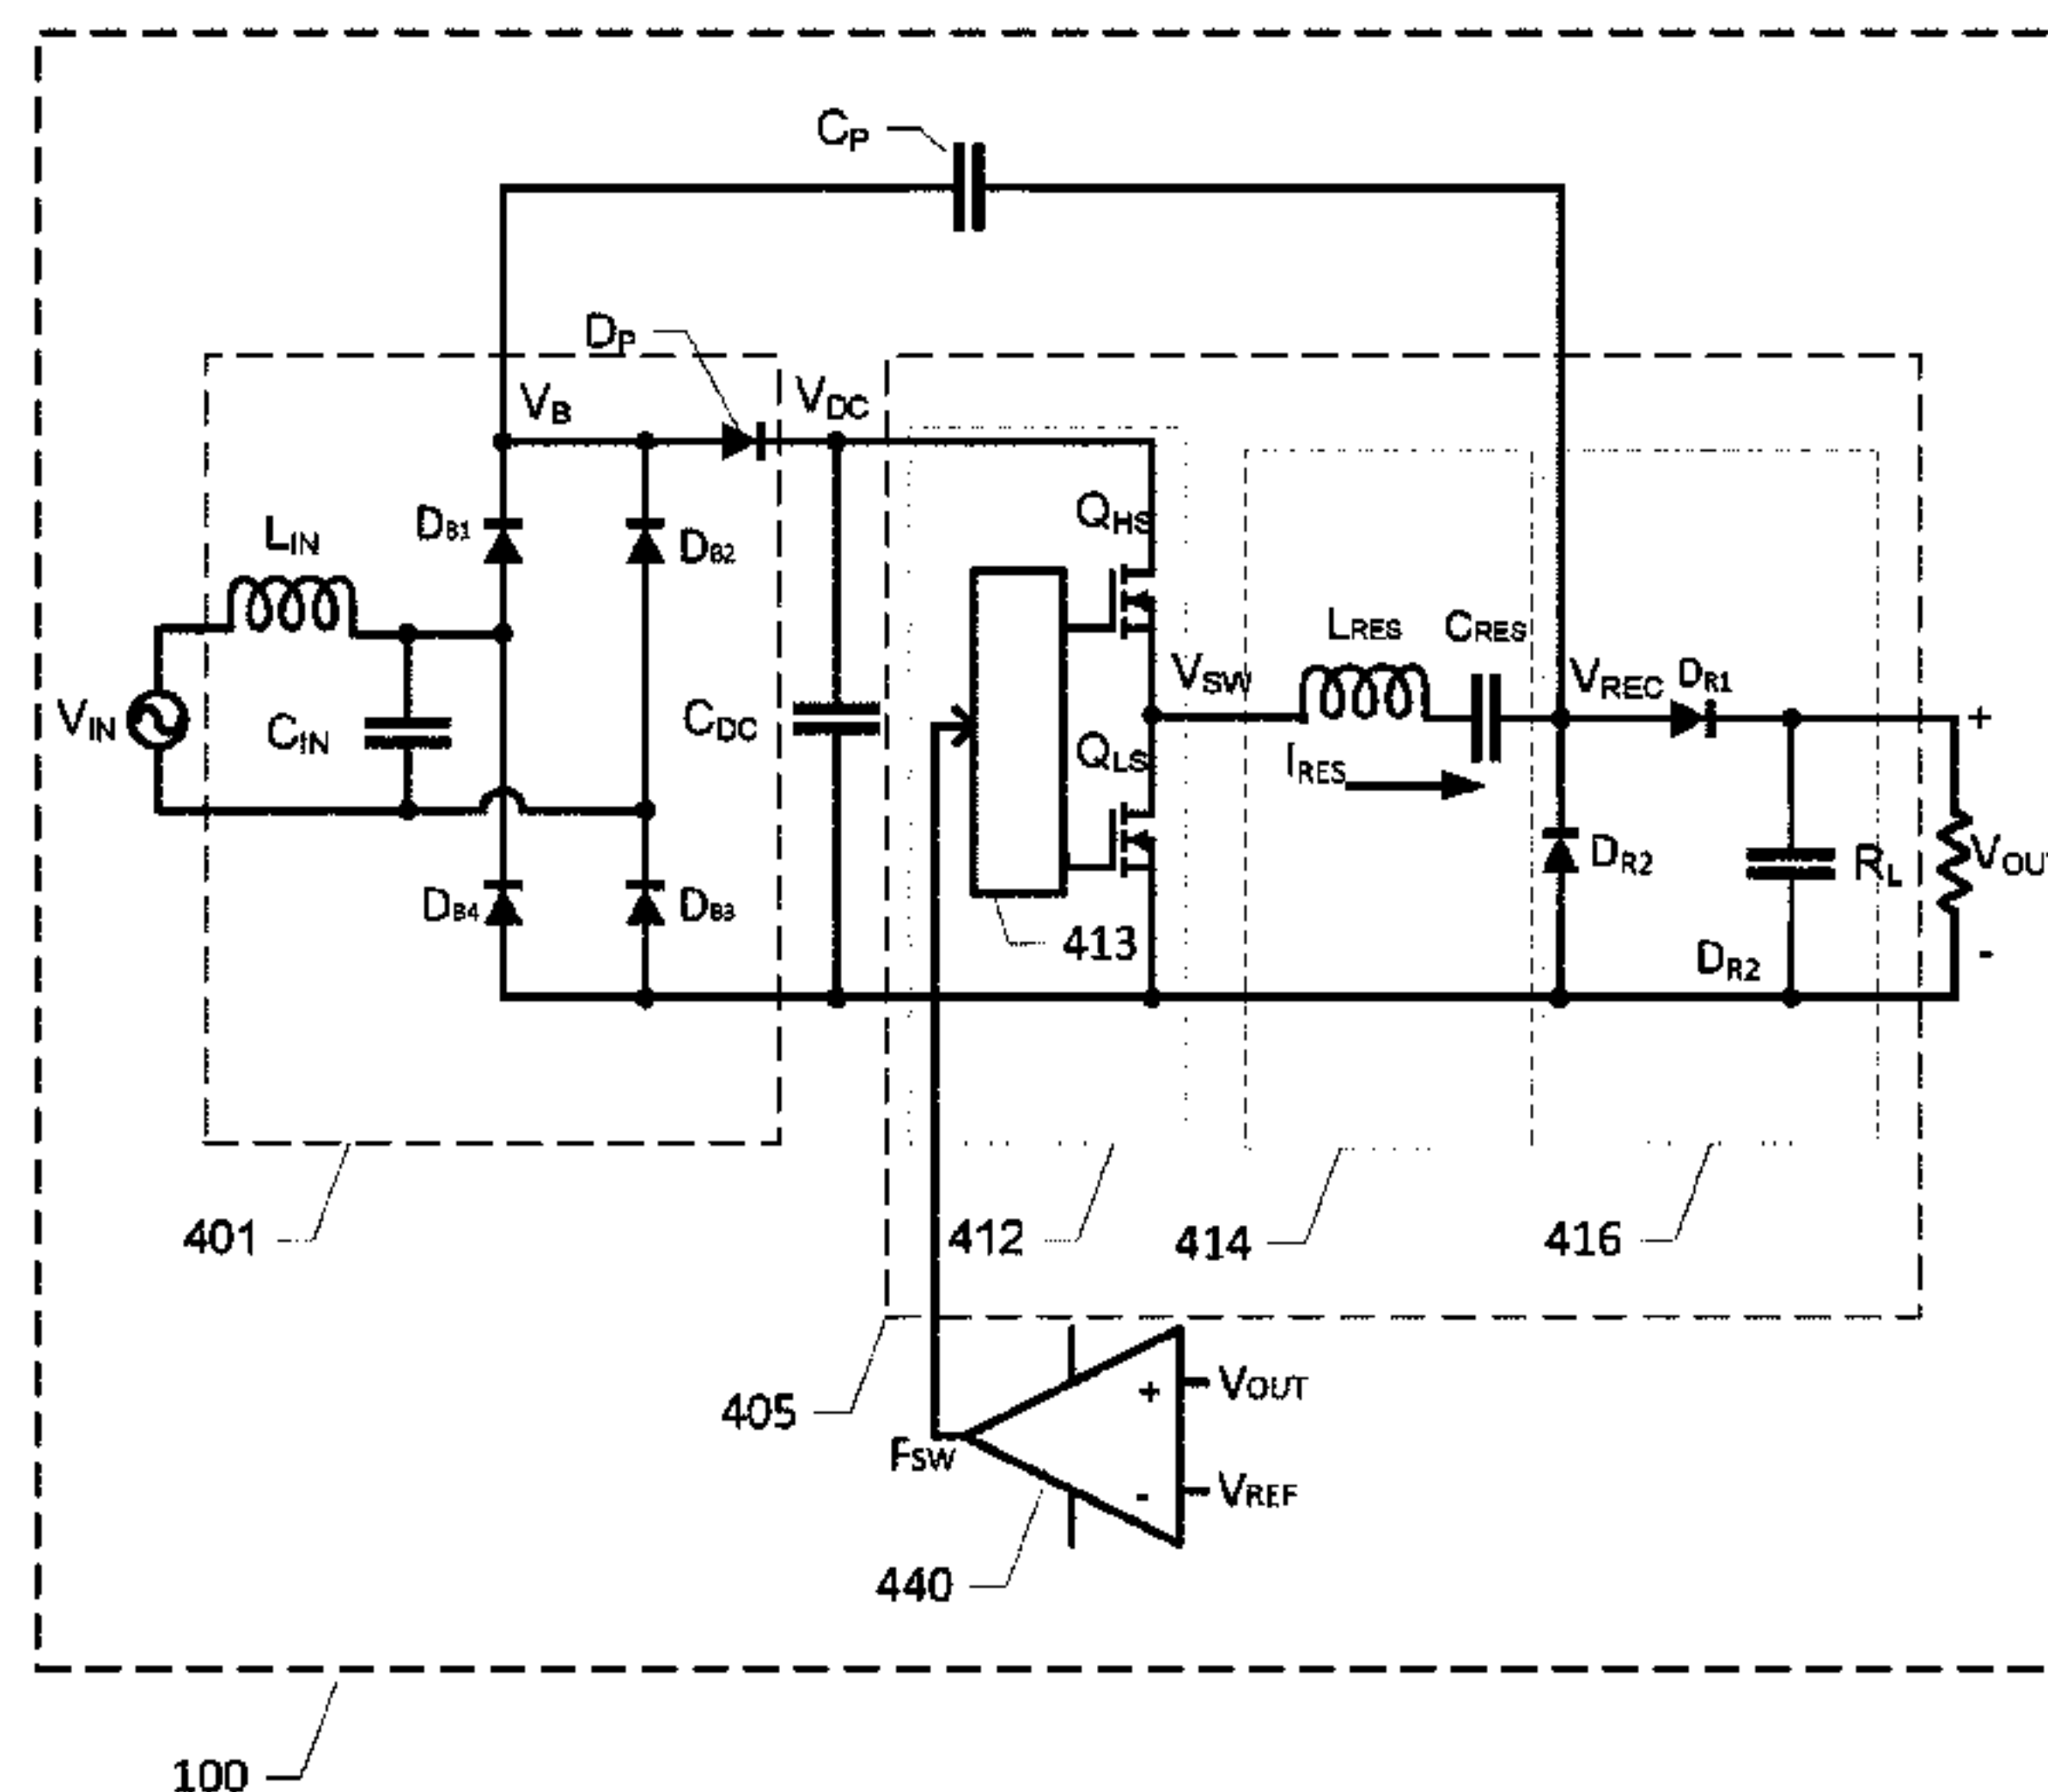 CP
DP
VB
VDC
QHS
LIN
DB1
DB2
LRES
CRES
VSW
VREC
DR1
+
VIN
CIN
CDC
QLS
IRES
DR2
RL
VOUT
DB4
DB3
413
DR2
-
401
412
414
416
405
+
VOUT
FSW
-
VREF
440
100